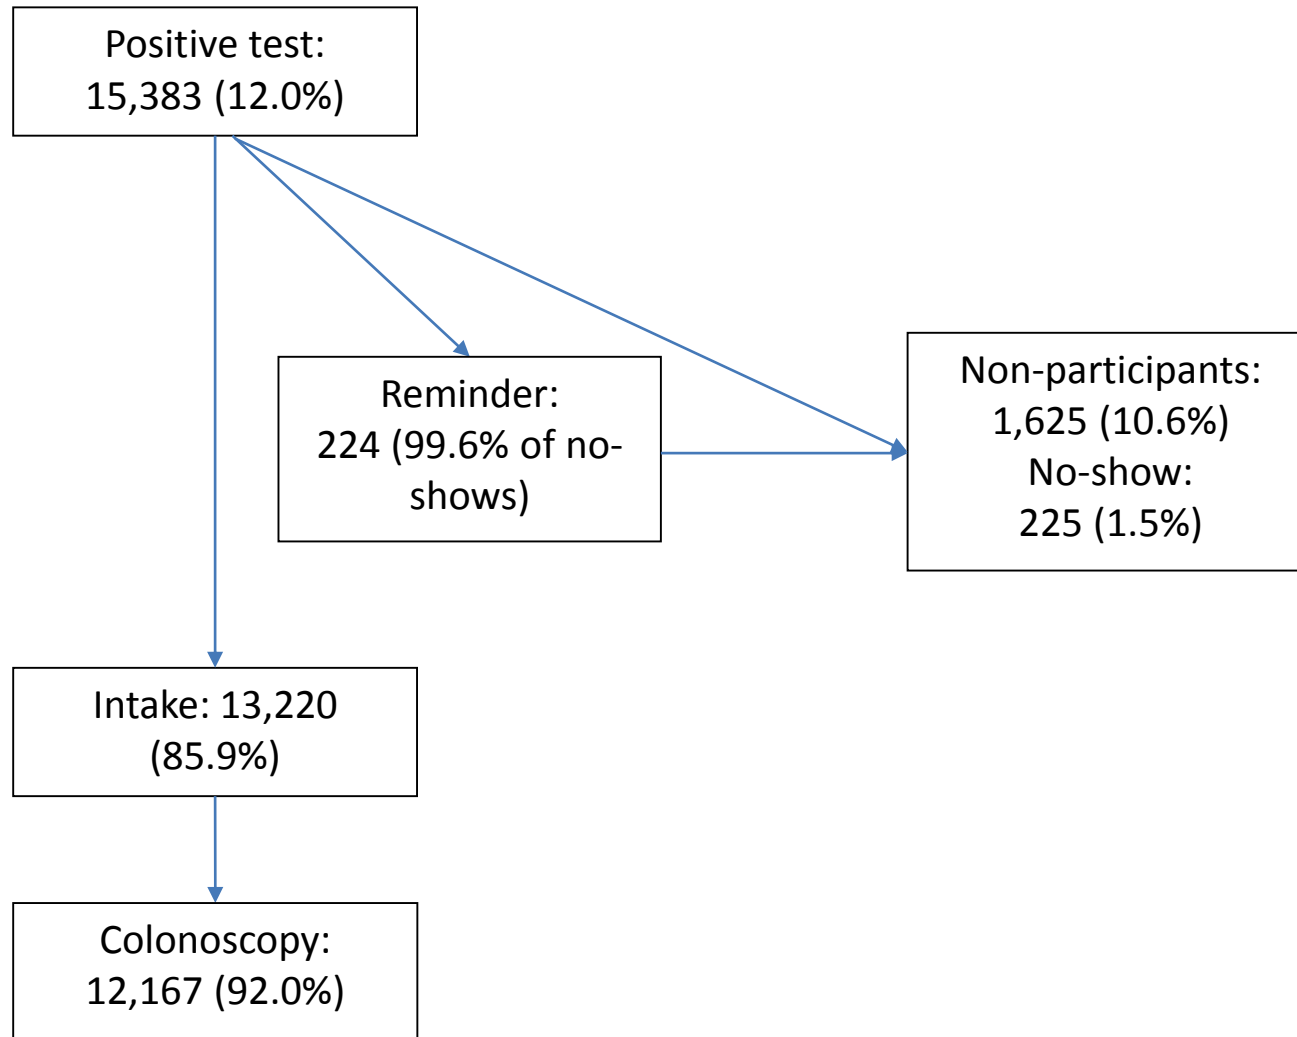 Positive test:
15,383 (12.0%)
Reminder:
224 (99.6% of no-
shows)
Non-participants:
1,625 (10.6%)
No-show:
225 (1.5%)
Intake: 13,220
(85.9%)
Colonoscopy:
12,167 (92.0%)